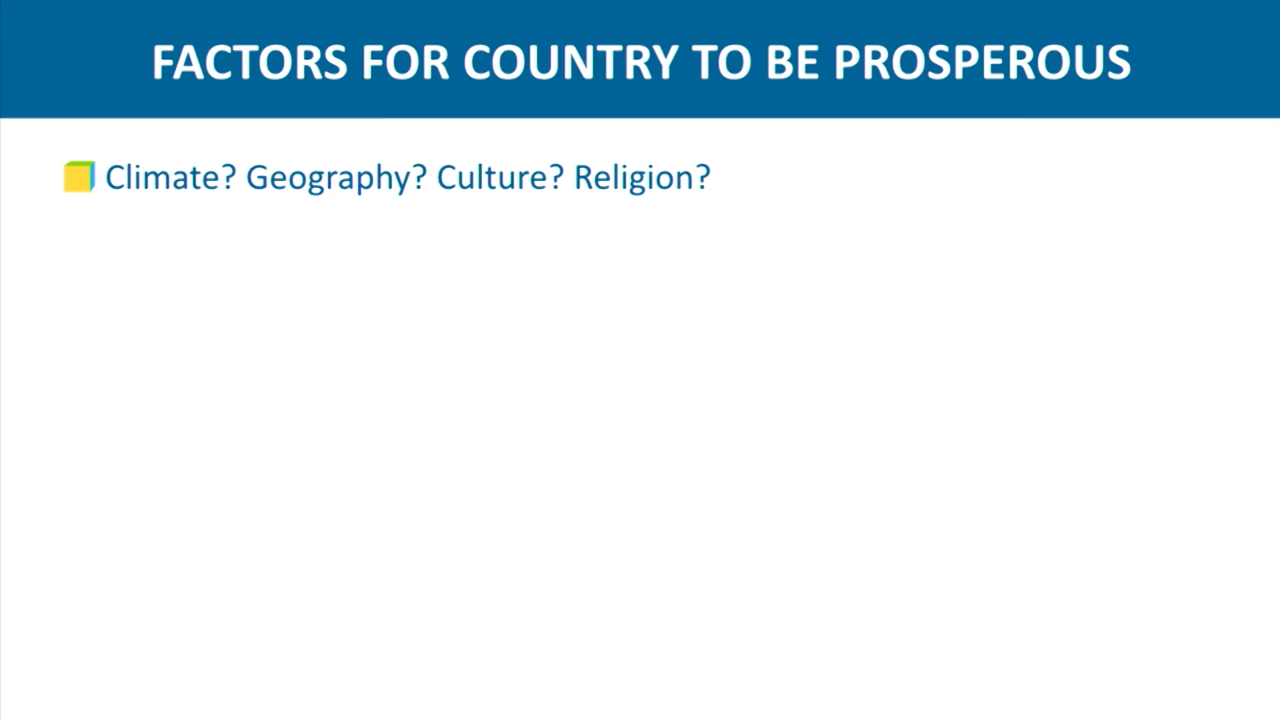 FACTORS FOR COUNTRY TO BE PROSPEROUS
Climate? Geography? Culture? Religion?